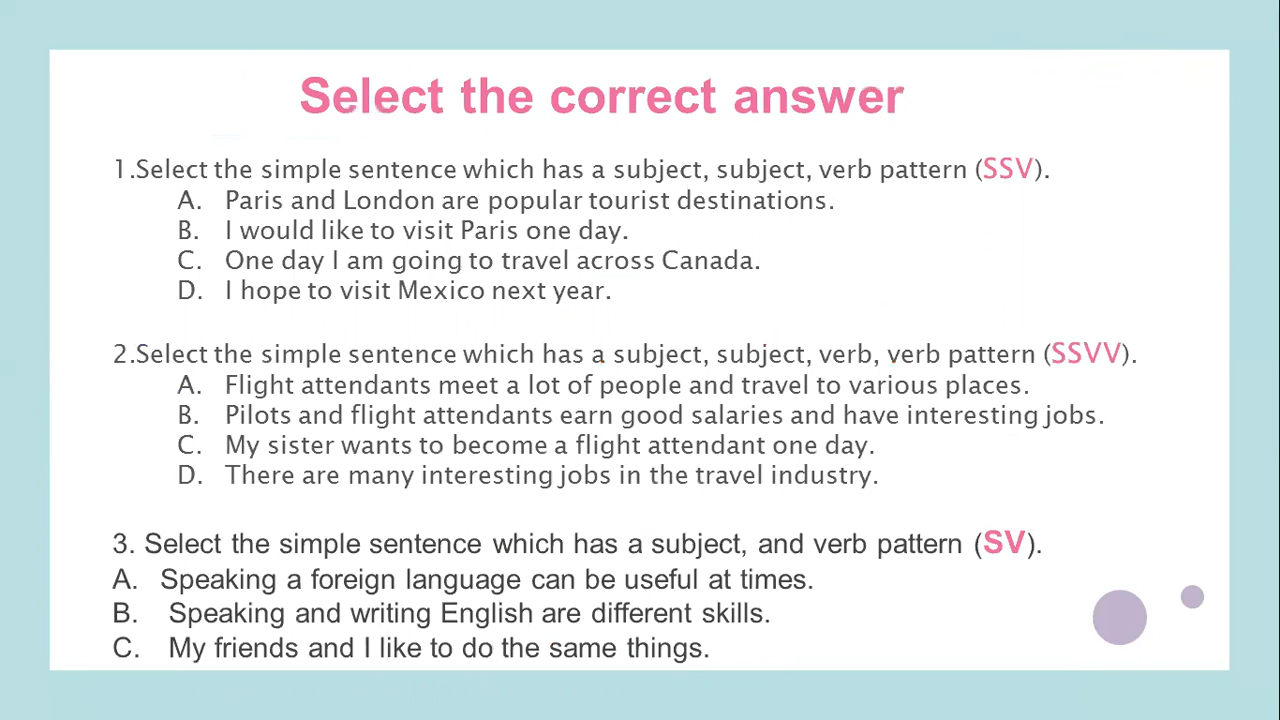 Select the correct answer
1.Select the simple sentence which has a subject, subject, verb pattern (SSV).
A. Paris and London are popular tourist destinations.
B. I would like to visit Paris one day.
C. One day I am going to travel across Canada.
D. I hope to visit Mexico next year.
2.Select the simple sentence which has a subject, subject, verb, verb pattern (SSVV).
A. Flight attendants meet a lot of people and travel to various places.
B. Pilots and flight attendants earn good salaries and have interesting jobs.
C. My sister wants to become a flight attendant one day.
D. There are many interesting jobs in the travel industry.
3. Select the simple sentence which has a subject, and verb pattern (SV).
A. Speaking a foreign language can be useful at times.
B. Speaking and writing English are different skills.
C. My friends and I like to do the same things.